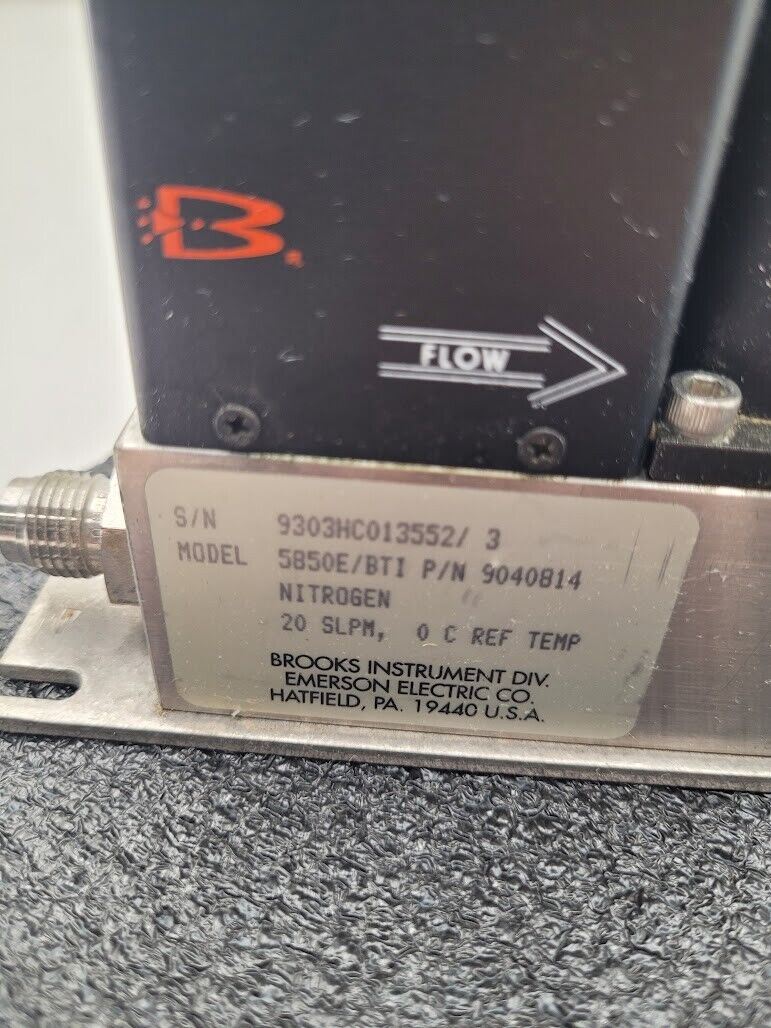 B
FLOW
S/N 9303HC013552/ 3
MODEL 5850E/BTI P/N 9040814
NITROGEN
20 SLPM, 0 C REF TEMP
BROOKS INSTRUMENT DIV.
EMERSON ELECTRIC CO.
HATFIELD, PA. 19440 U.S.A.